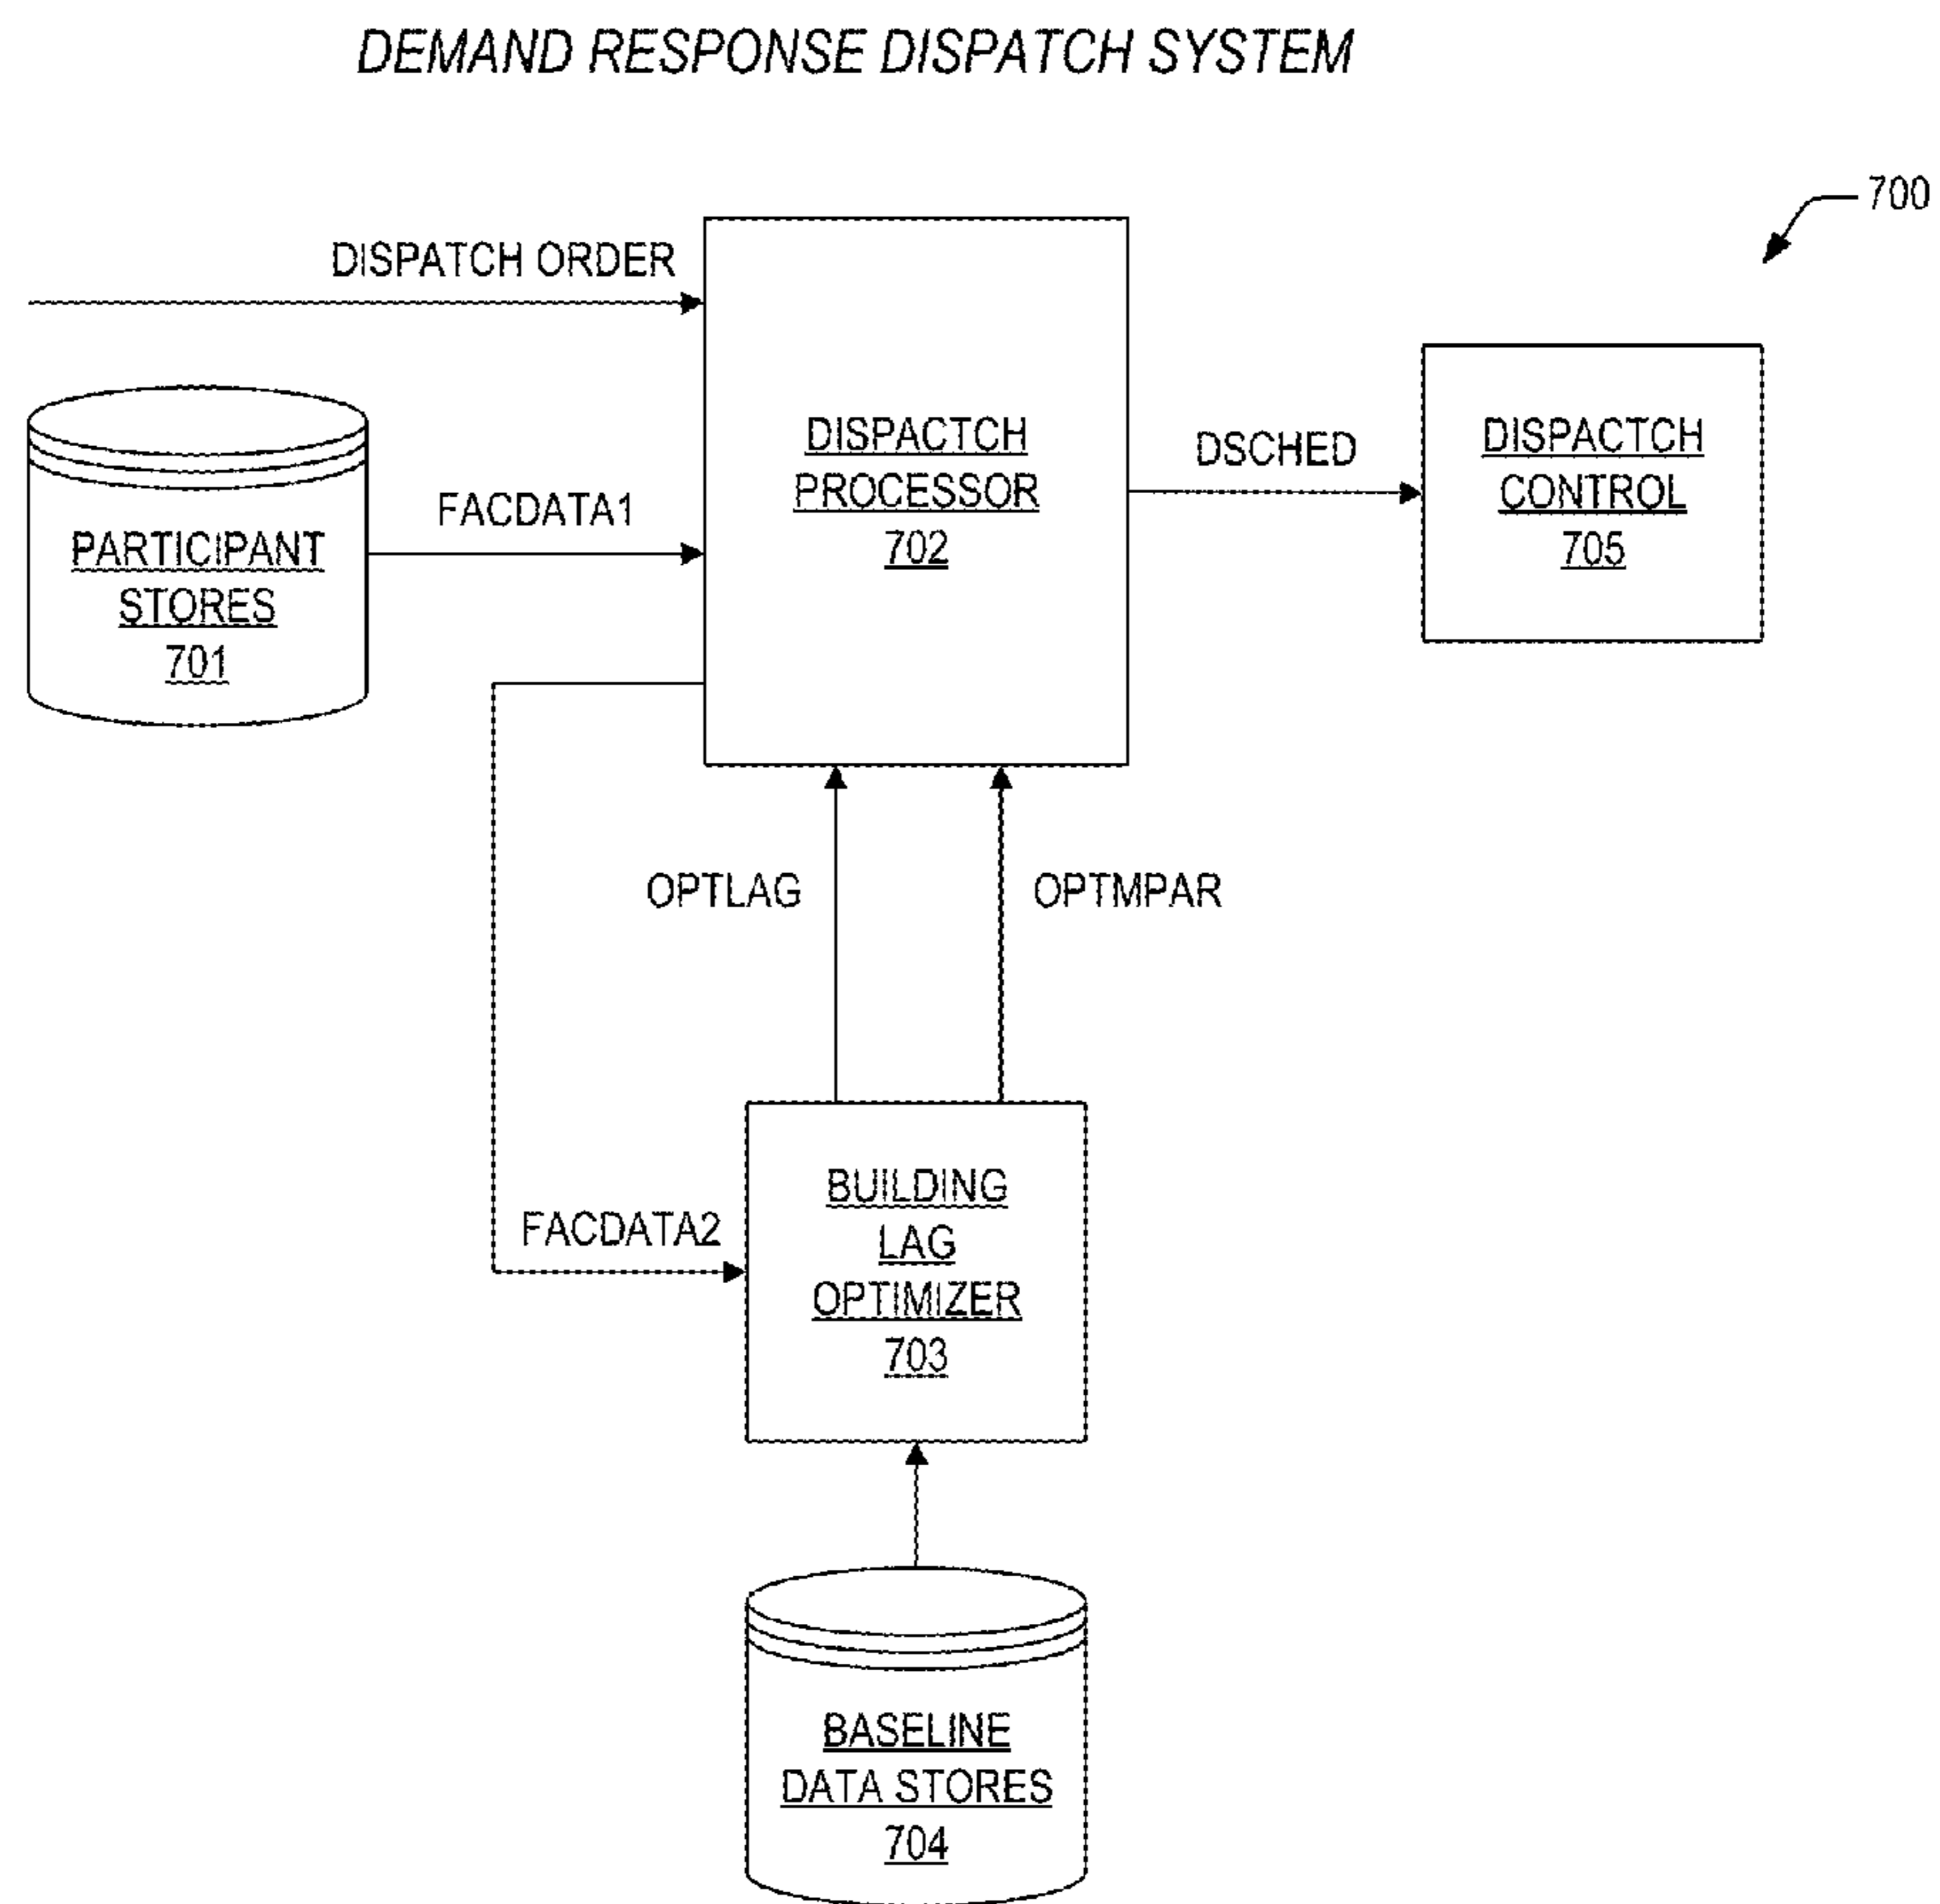 DEMAND RESPONSE DISPATCH SYSTEM
700
DISPATCH ORDER
PARTICIPANT
STORES
701
FACDATA1
DISPACTCH
PROCESSOR
702
DSCHED
DISPACTCH
CONTROL
705
OPTLAG
OPTMPAR
FACDATA2
BUILDING
LAG
OPTIMIZER
703
BASELINE
DATA STORES
704